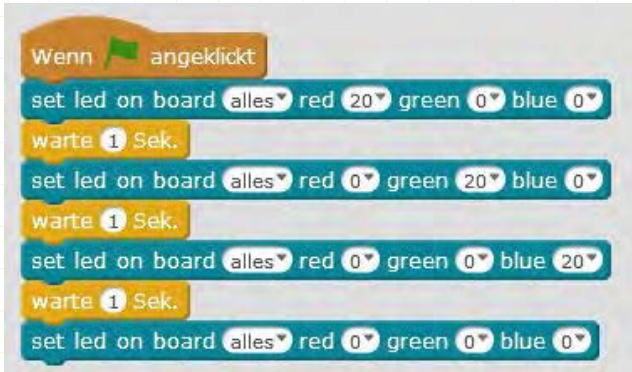 Wenn angeklickt
set led on board alles red 20 green 0 blue 0
warte 1 Sek.
set led on board alles red 0 green 20 blue 0
warte 1 Sek.
set led on board alles red 0 green 0 blue 20
warte 1 Sek.
set led on board alles red 0 green 0 blue 0